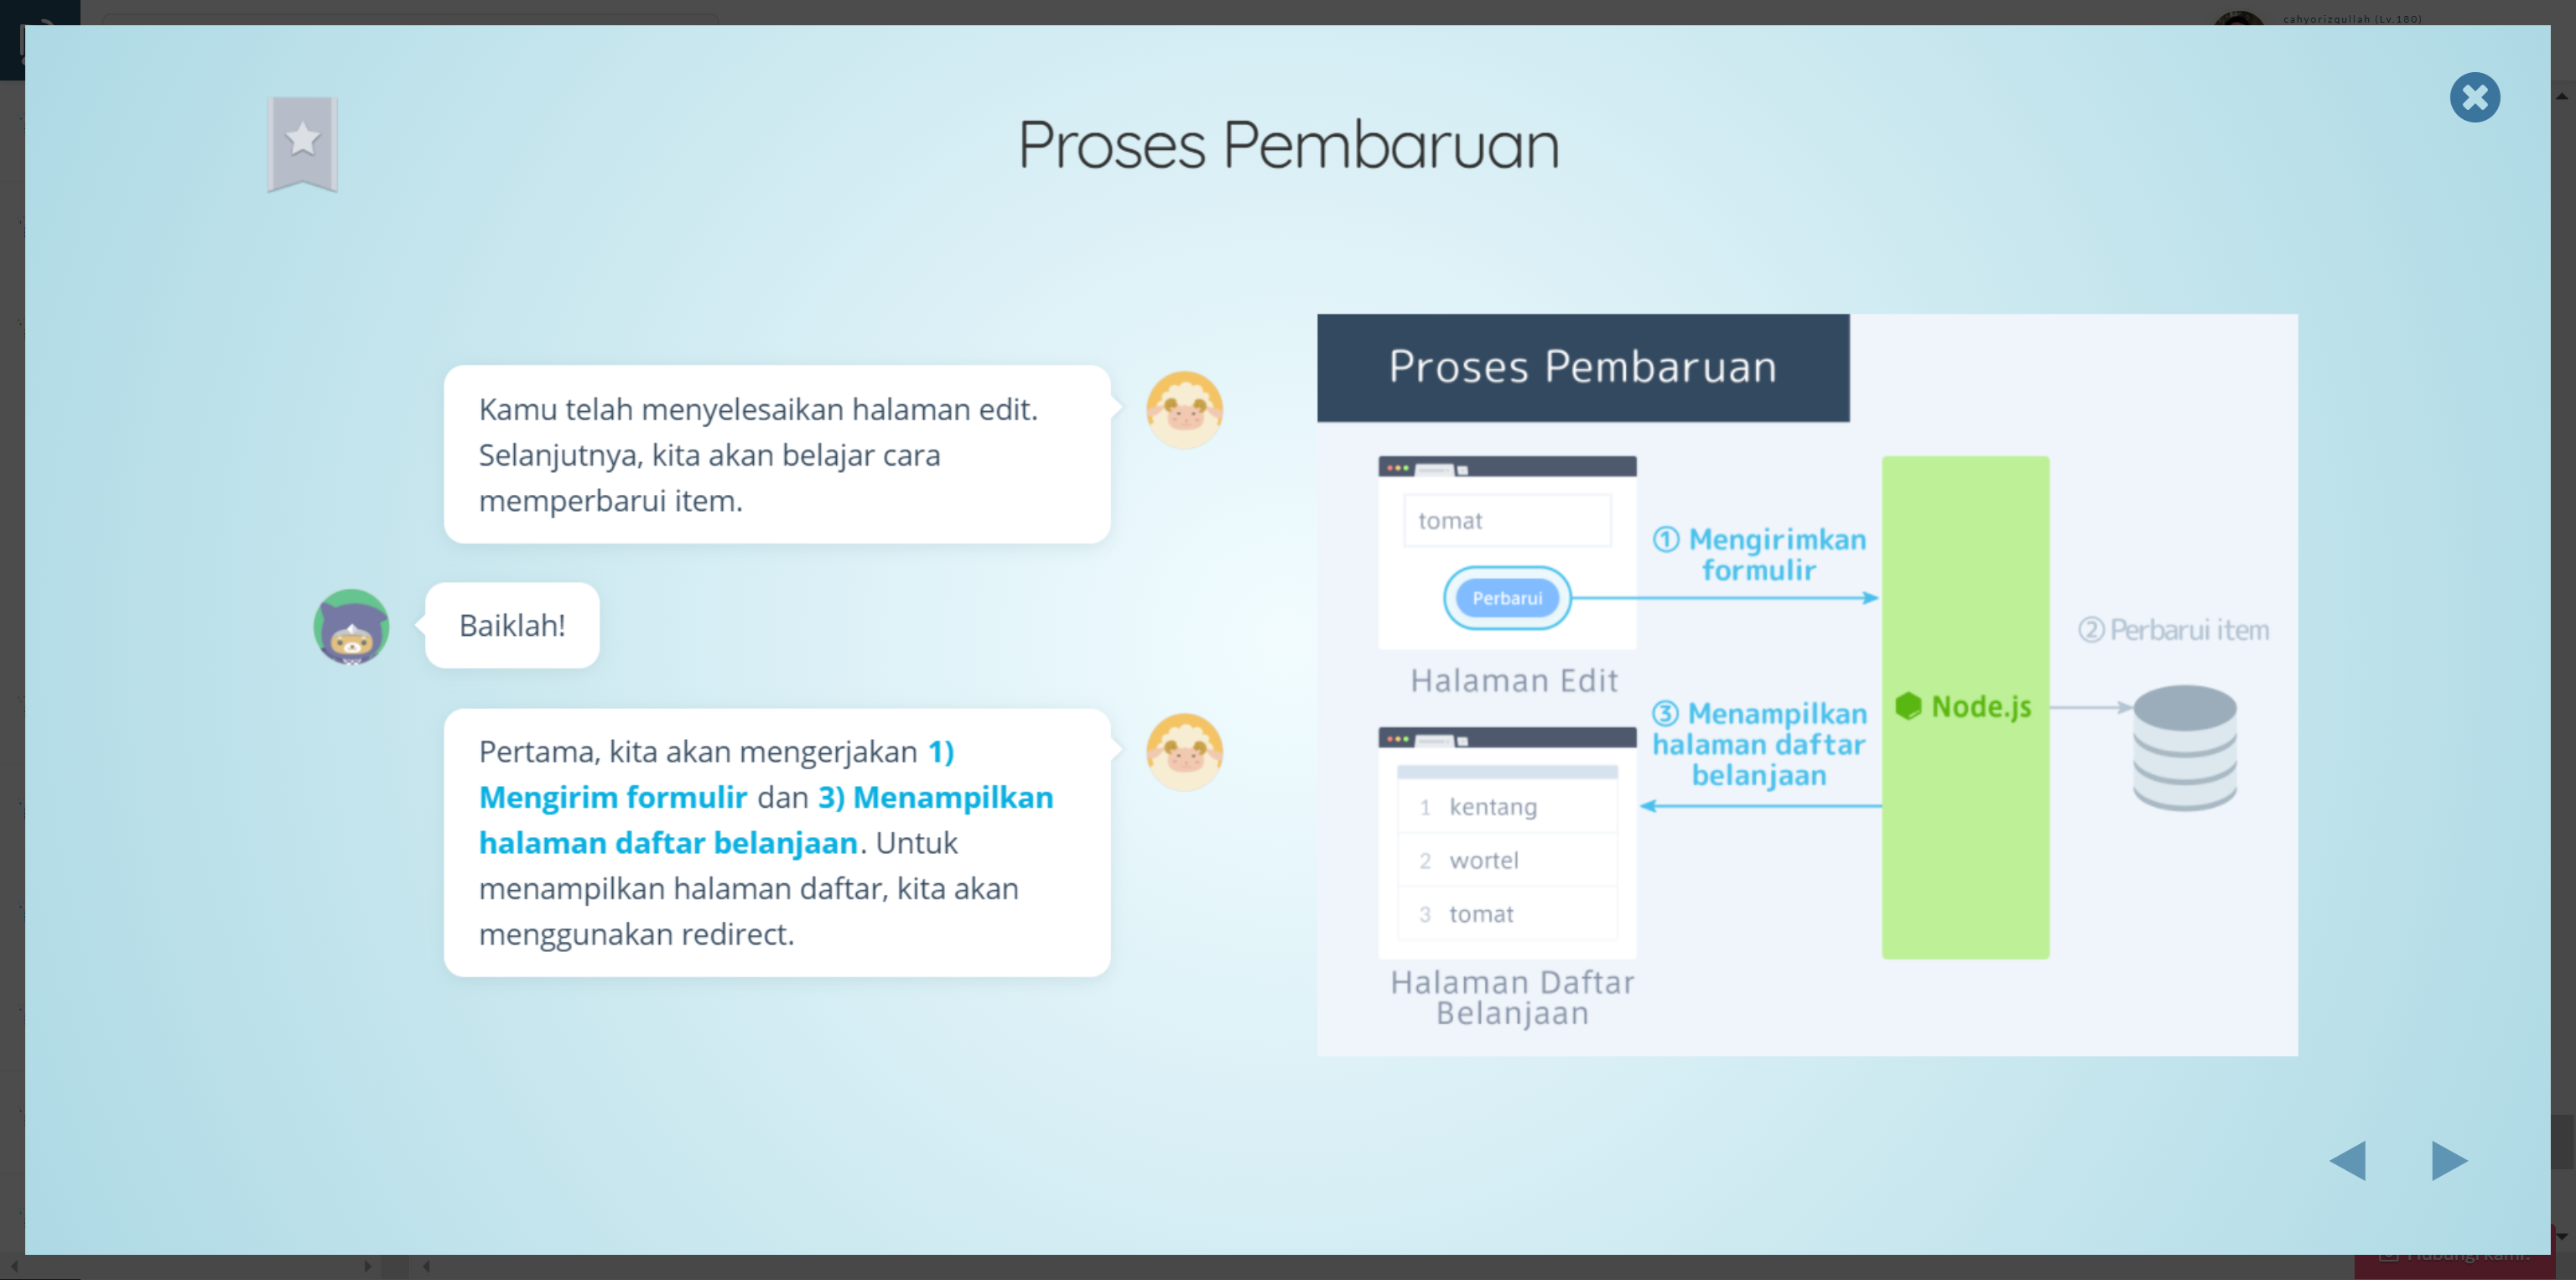 cahyorizqullah (Lv.180)
Proses Pembaruan
Kamu telah menyelesaikan halaman edit.
Selanjutnya, kita akan belajar cara
memperbarui item.
Baiklah!
Pertama, kita akan mengerjakan 1)
Mengirim formulir dan 3) Menampilkan
halaman daftar belanjaan. Untuk
menampilkan halaman daftar, kita akan
menggunakan redirect.
Proses Pembaruan
tomat
Perbarui
Halaman Edit
① Mengirimkan
formulir
② Perbarui item
Node.js
③ Menampilkan
halaman daftar
belanjaan
1 kentang
2 wortel
3 tomat
Halaman Daftar
Belanjaan
Hubungi kami!